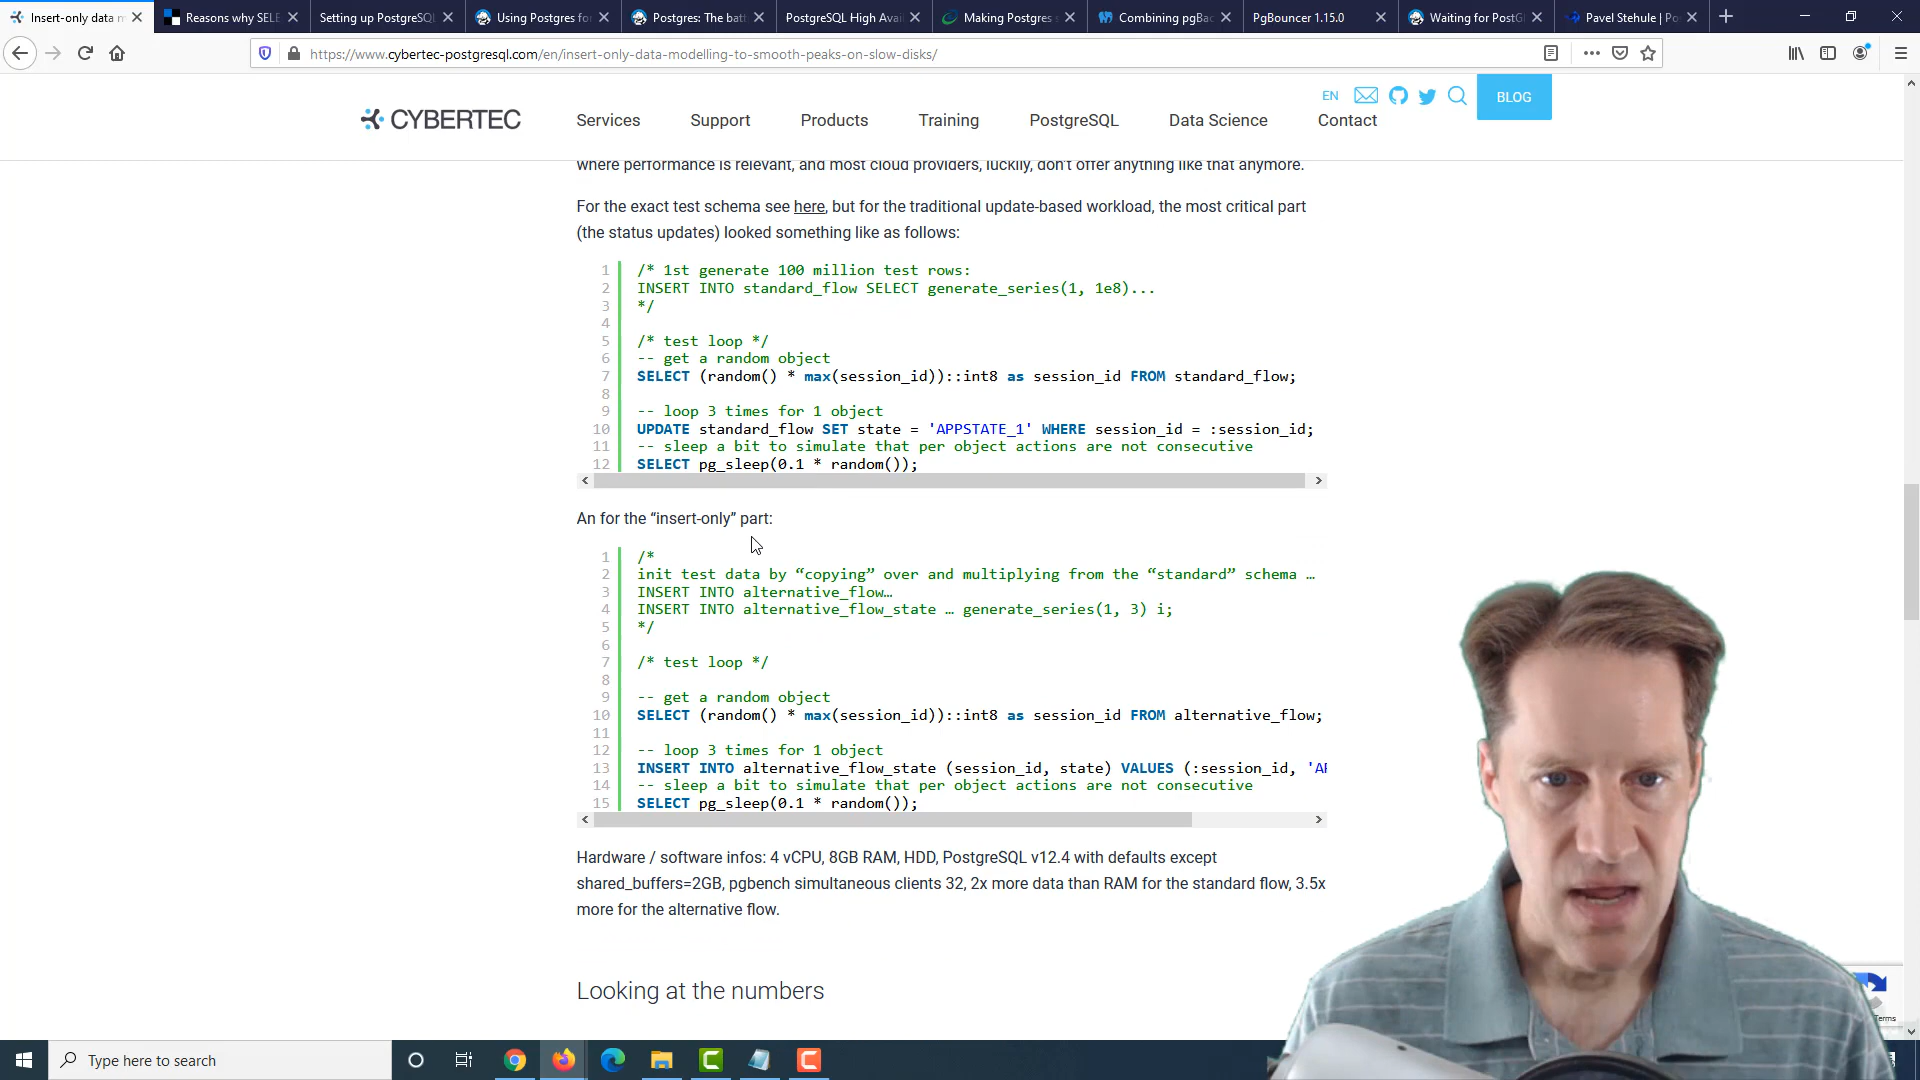 Insert-only data m
Reasons why SELE
Setting up PostgreSQL
Using Postgres fo
Postgres: The bat
PostgreSQL High Avai
Making Postgres s
Combining pgBac
PgBouncer 1.15.0
Waiting for PostG
Pavel Stehule | Po
https://www.cybertec-postgresql.com/en/insert-only-data-modelling-to-smooth-peaks-on-slow-disks/
EN
BLOG
CYBERTEC
Services
Support
Products
Training
PostgreSQL
Data Science
Contact
where performance is relevant, and most cloud providers, luckily, don't offer anything like that anymore.
For the exact test schema see here, but for the traditional update-based workload, the most critical part
(the status updates) looked something like as follows:
1 /* 1st generate 100 million test rows:
2 INSERT INTO standard_flow SELECT generate_series(1, 1e8)...
3 */
4
5 /* test loop */
6 -- get a random object
7 SELECT (random() * max(session_id))::int8 as session_id FROM standard_flow;
8
9 -- loop 3 times for 1 object
10 UPDATE standard_flow SET state = 'APPSTATE_1' WHERE session_id = :session_id;
11 -- sleep a bit to simulate that per object actions are not consecutive
12 SELECT pg_sleep(0.1 * random());
An for the “insert-only” part:
1 /*
2 init test data by “copying” over and multiplying from the “standard” schema …
3 INSERT INTO alternative_flow…
4 INSERT INTO alternative_flow_state … generate_series(1, 3) i;
5 */
6
7 /* test loop */
8
9 -- get a random object
10 SELECT (random() * max(session_id))::int8 as session_id FROM alternative_flow;
11
12 -- loop 3 times for 1 object
13 INSERT INTO alternative_flow_state (session_id, state) VALUES (:session_id, 'AP
14 -- sleep a bit to simulate that per object actions are not consecutive
15 SELECT pg_sleep(0.1 * random());
Hardware / software infos: 4 vCPU, 8GB RAM, HDD, PostgreSQL v12.4 with defaults except
shared_buffers=2GB, pgbench simultaneous clients 32, 2x more data than RAM for the standard flow, 3.5x
more for the alternative flow.
Looking at the numbers
Terms
Type here to search